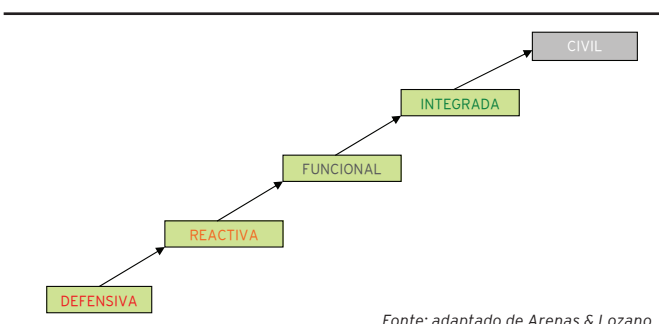 CIVIL
INTEGRADA
FUNCIONAL
REACTIVA
DEFENSIVA
Fonte: adaptado de Arenas & Lozano